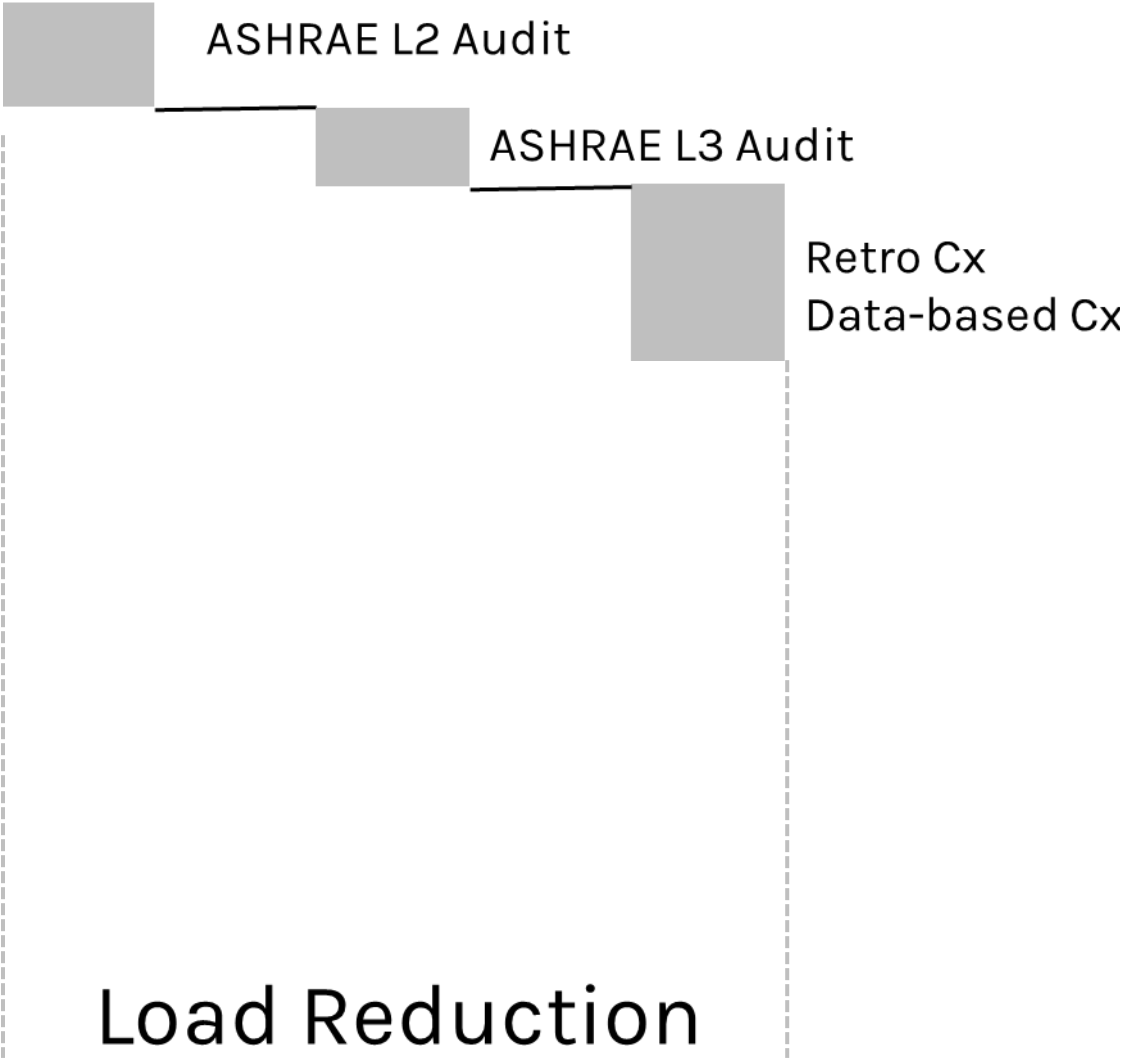 ASHRAE L2 Audit
ASHRAE L3 Audit
Retro Cx
Data-based Cx
Load Reduction